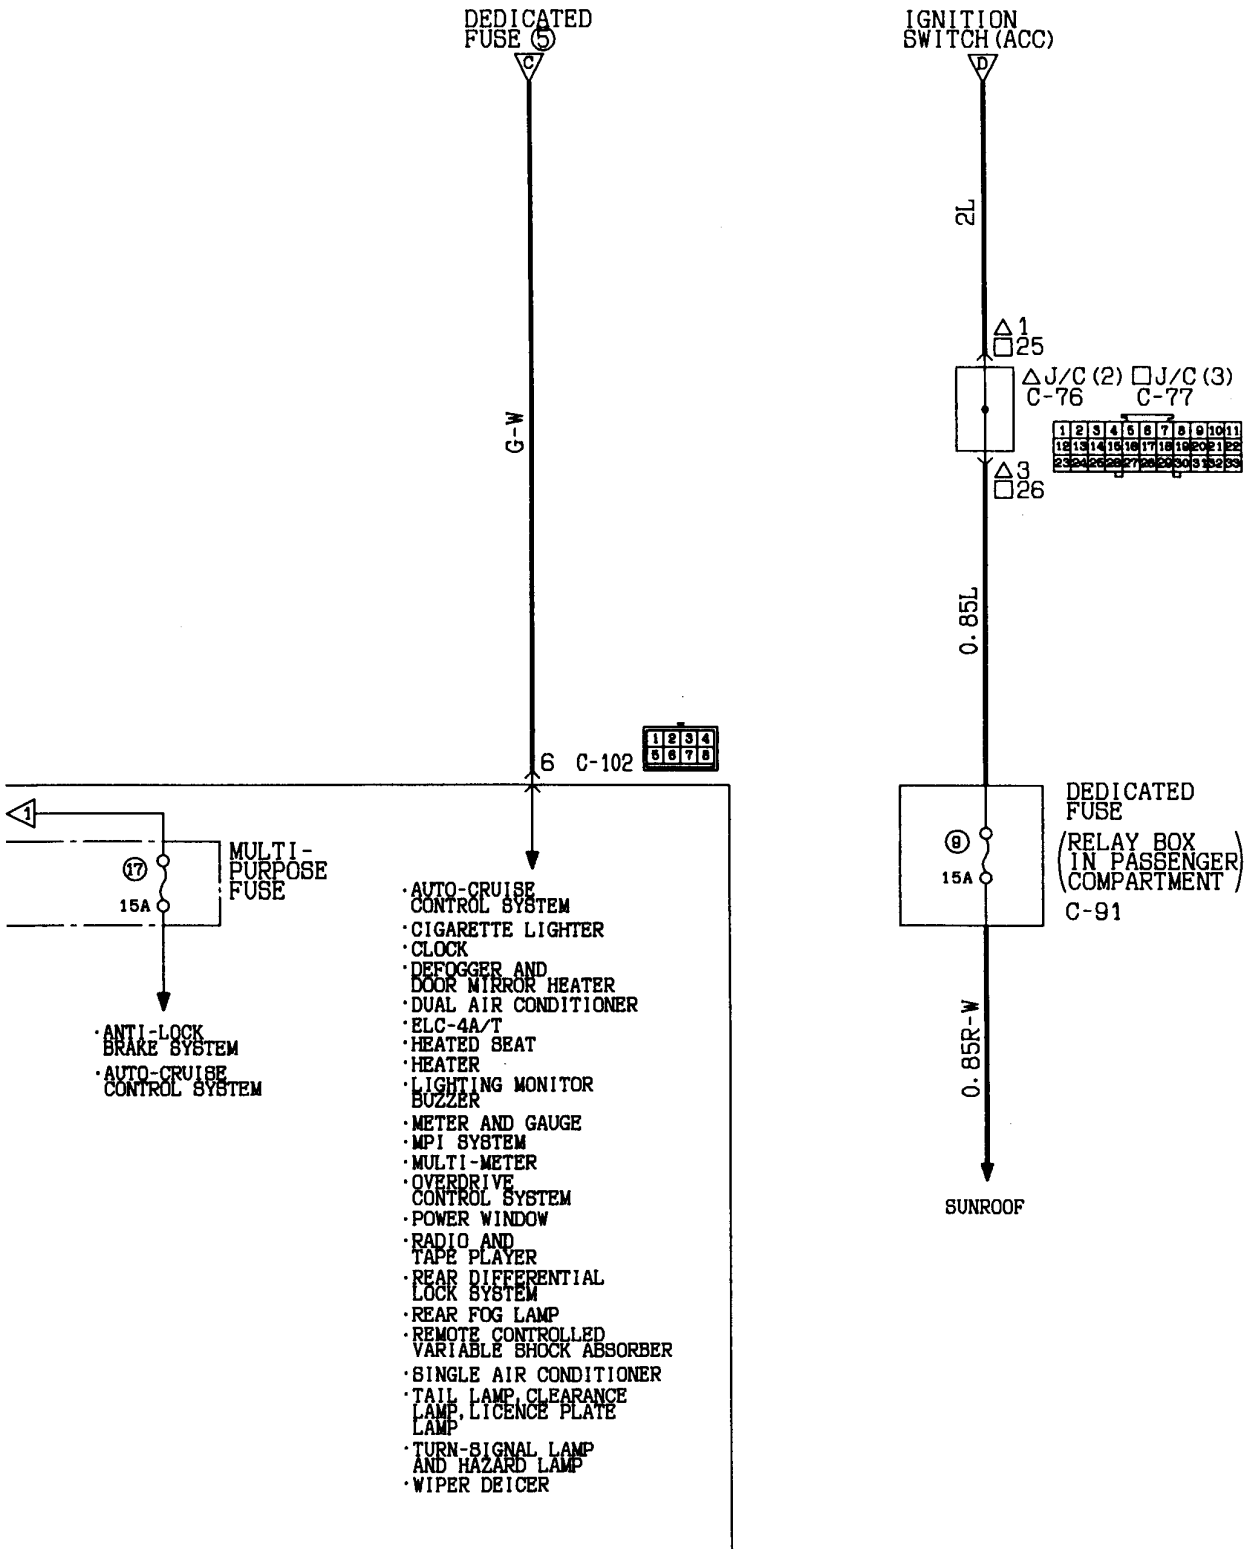 DEDICATED
FUSE ⑤
C
IGNITION
SWITCH(ACC)
D
2L
△1
□25
△J/C(2) □J/C(3)
C-76 C-77
1 2 3 4 5 6 7 8 9 10 11
12 13 14 15 16 17 18 19 20 21 22
23 24 25 26 27 28 29 30 31 32 33
△3
□26
G-W
0.85L
6 C-102
1 2 3 4
5 6 7 8
1
MULTI-
PURPOSE
FUSE
⑰
15A
·ANTI-LOCK
BRAKE SYSTEM
·AUTO-CRUISE
CONTROL SYSTEM
·AUTO-CRUISE
CONTROL SYSTEM
·CIGARETTE LIGHTER
·CLOCK
·DEFOGGER AND
DOOR MIRROR HEATER
·DUAL AIR CONDITIONER
·ELC-4A/T
·HEATED SEAT
·HEATER
·LIGHTING MONITOR
BUZZER
·METER AND GAUGE
·MPI SYSTEM
·MULTI-METER
·OVERDRIVE
CONTROL SYSTEM
·POWER WINDOW
·RADIO AND
TAPE PLAYER
·REAR DIFFERENTIAL
LOCK SYSTEM
·REAR FOG LAMP
·REMOTE CONTROLLED
VARIABLE SHOCK ABSORBER
·SINGLE AIR CONDITIONER
·TAIL LAMP,CLEARANCE
LAMP,LICENCE PLATE
LAMP
·TURN-SIGNAL LAMP
AND HAZARD LAMP
·WIPER DEICER
⑨
15A
DEDICATED
FUSE
(RELAY BOX
IN PASSENGER
COMPARTMENT)
C-91
0.85R-W
SUNROOF